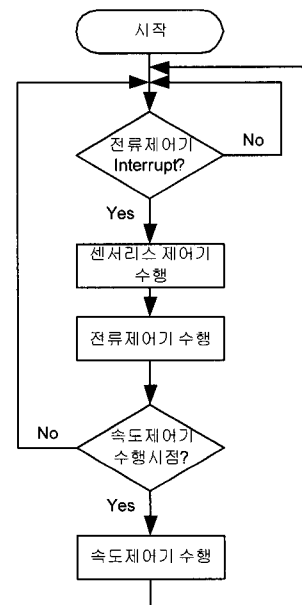 시작
전류제어기
Interrupt?
No
Yes
센서리스 제어기
수행
전류제어기 수행
No
속도제어기
수행시점?
Yes
속도제어기 수행